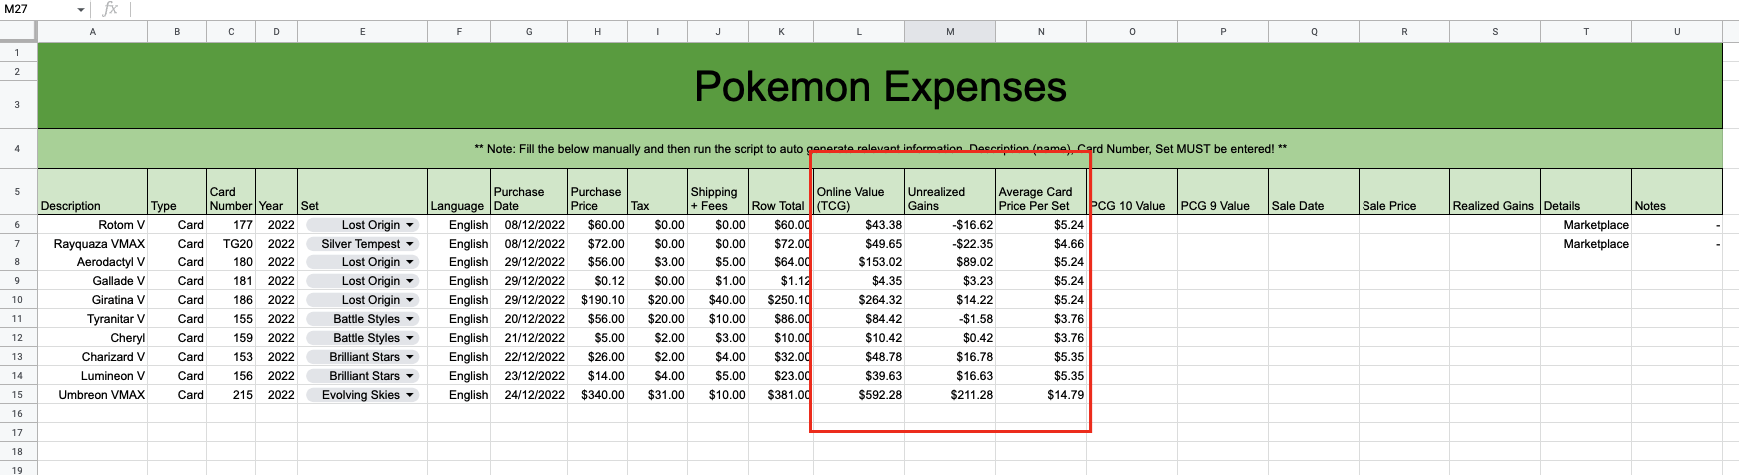 M27 fx
A B C D E F G H I J K L M N O P Q R S T U
1
2
3 Pokemon Expenses
4 ** Note: Fill the below manually and then run the script to auto generate relevant information. Description (name), Card Number, Set MUST be entered! **
5 Description Type Card Number Year Set Language Purchase Date Purchase Price Tax Shipping + Fees Row Total Online Value (TCG) Unrealized Gains Average Card Price Per Set PCG 10 Value PCG 9 Value Sale Date Sale Price Realized Gains Details Notes
6 Rotom V Card 177 2022 Lost Origin English 08/12/2022 $60.00 $0.00 $0.00 $60.00 $43.38 -$16.62 $5.24 Marketplace -
7 Rayquaza VMAX Card TG20 2022 Silver Tempest English 08/12/2022 $72.00 $0.00 $0.00 $72.00 $49.65 -$22.35 $4.66 Marketplace -
8 Aerodactyl V Card 180 2022 Lost Origin English 29/12/2022 $56.00 $3.00 $5.00 $64.00 $153.02 $89.02 $5.24
9 Gallade V Card 181 2022 Lost Origin English 29/12/2022 $0.12 $0.00 $1.00 $1.12 $4.35 $3.23 $5.24
10 Giratina V Card 186 2022 Lost Origin English 29/12/2022 $190.10 $20.00 $40.00 $250.10 $264.32 $14.22 $5.24
11 Tyranitar V Card 155 2022 Battle Styles English 20/12/2022 $56.00 $20.00 $10.00 $86.00 $84.42 -$1.58 $3.76
12 Cheryl Card 159 2022 Battle Styles English 21/12/2022 $5.00 $2.00 $3.00 $10.00 $10.42 $0.42 $3.76
13 Charizard V Card 153 2022 Brilliant Stars English 22/12/2022 $26.00 $2.00 $4.00 $32.00 $48.78 $16.78 $5.35
14 Lumineon V Card 156 2022 Brilliant Stars English 23/12/2022 $14.00 $4.00 $5.00 $23.00 $39.63 $16.63 $5.35
15 Umbreon VMAX Card 215 2022 Evolving Skies English 24/12/2022 $340.00 $31.00 $10.00 $381.00 $592.28 $211.28 $14.79
16
17
18
19